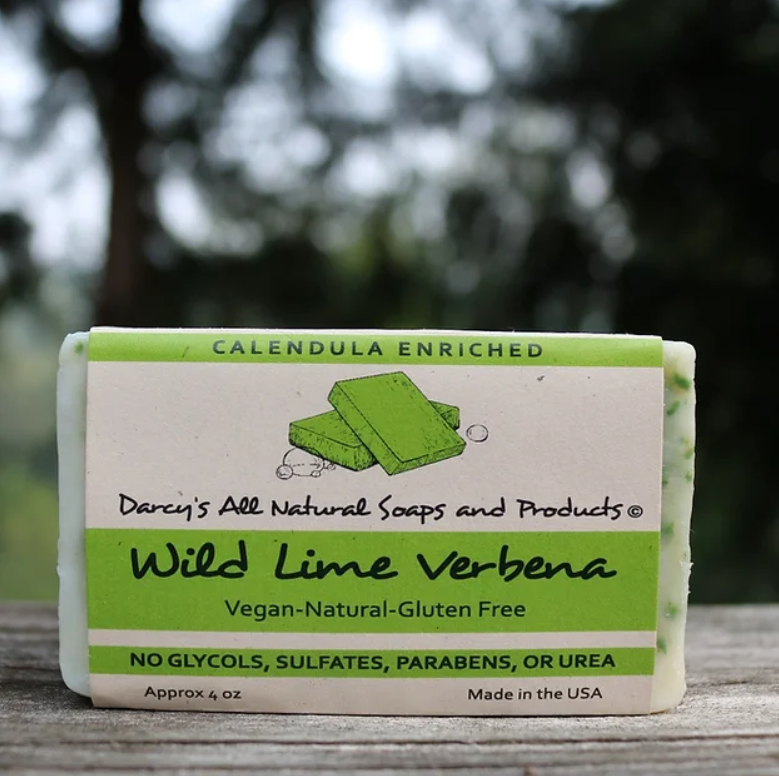 CALENDULA ENRICHED
Darcy's All Natural Soaps and Products ©
Wild Lime Verbena
Vegan-Natural-Gluten Free
NO GLYCOLS, SULFATES, PARABENS, OR UREA
Approx 4 oz Made in the USA